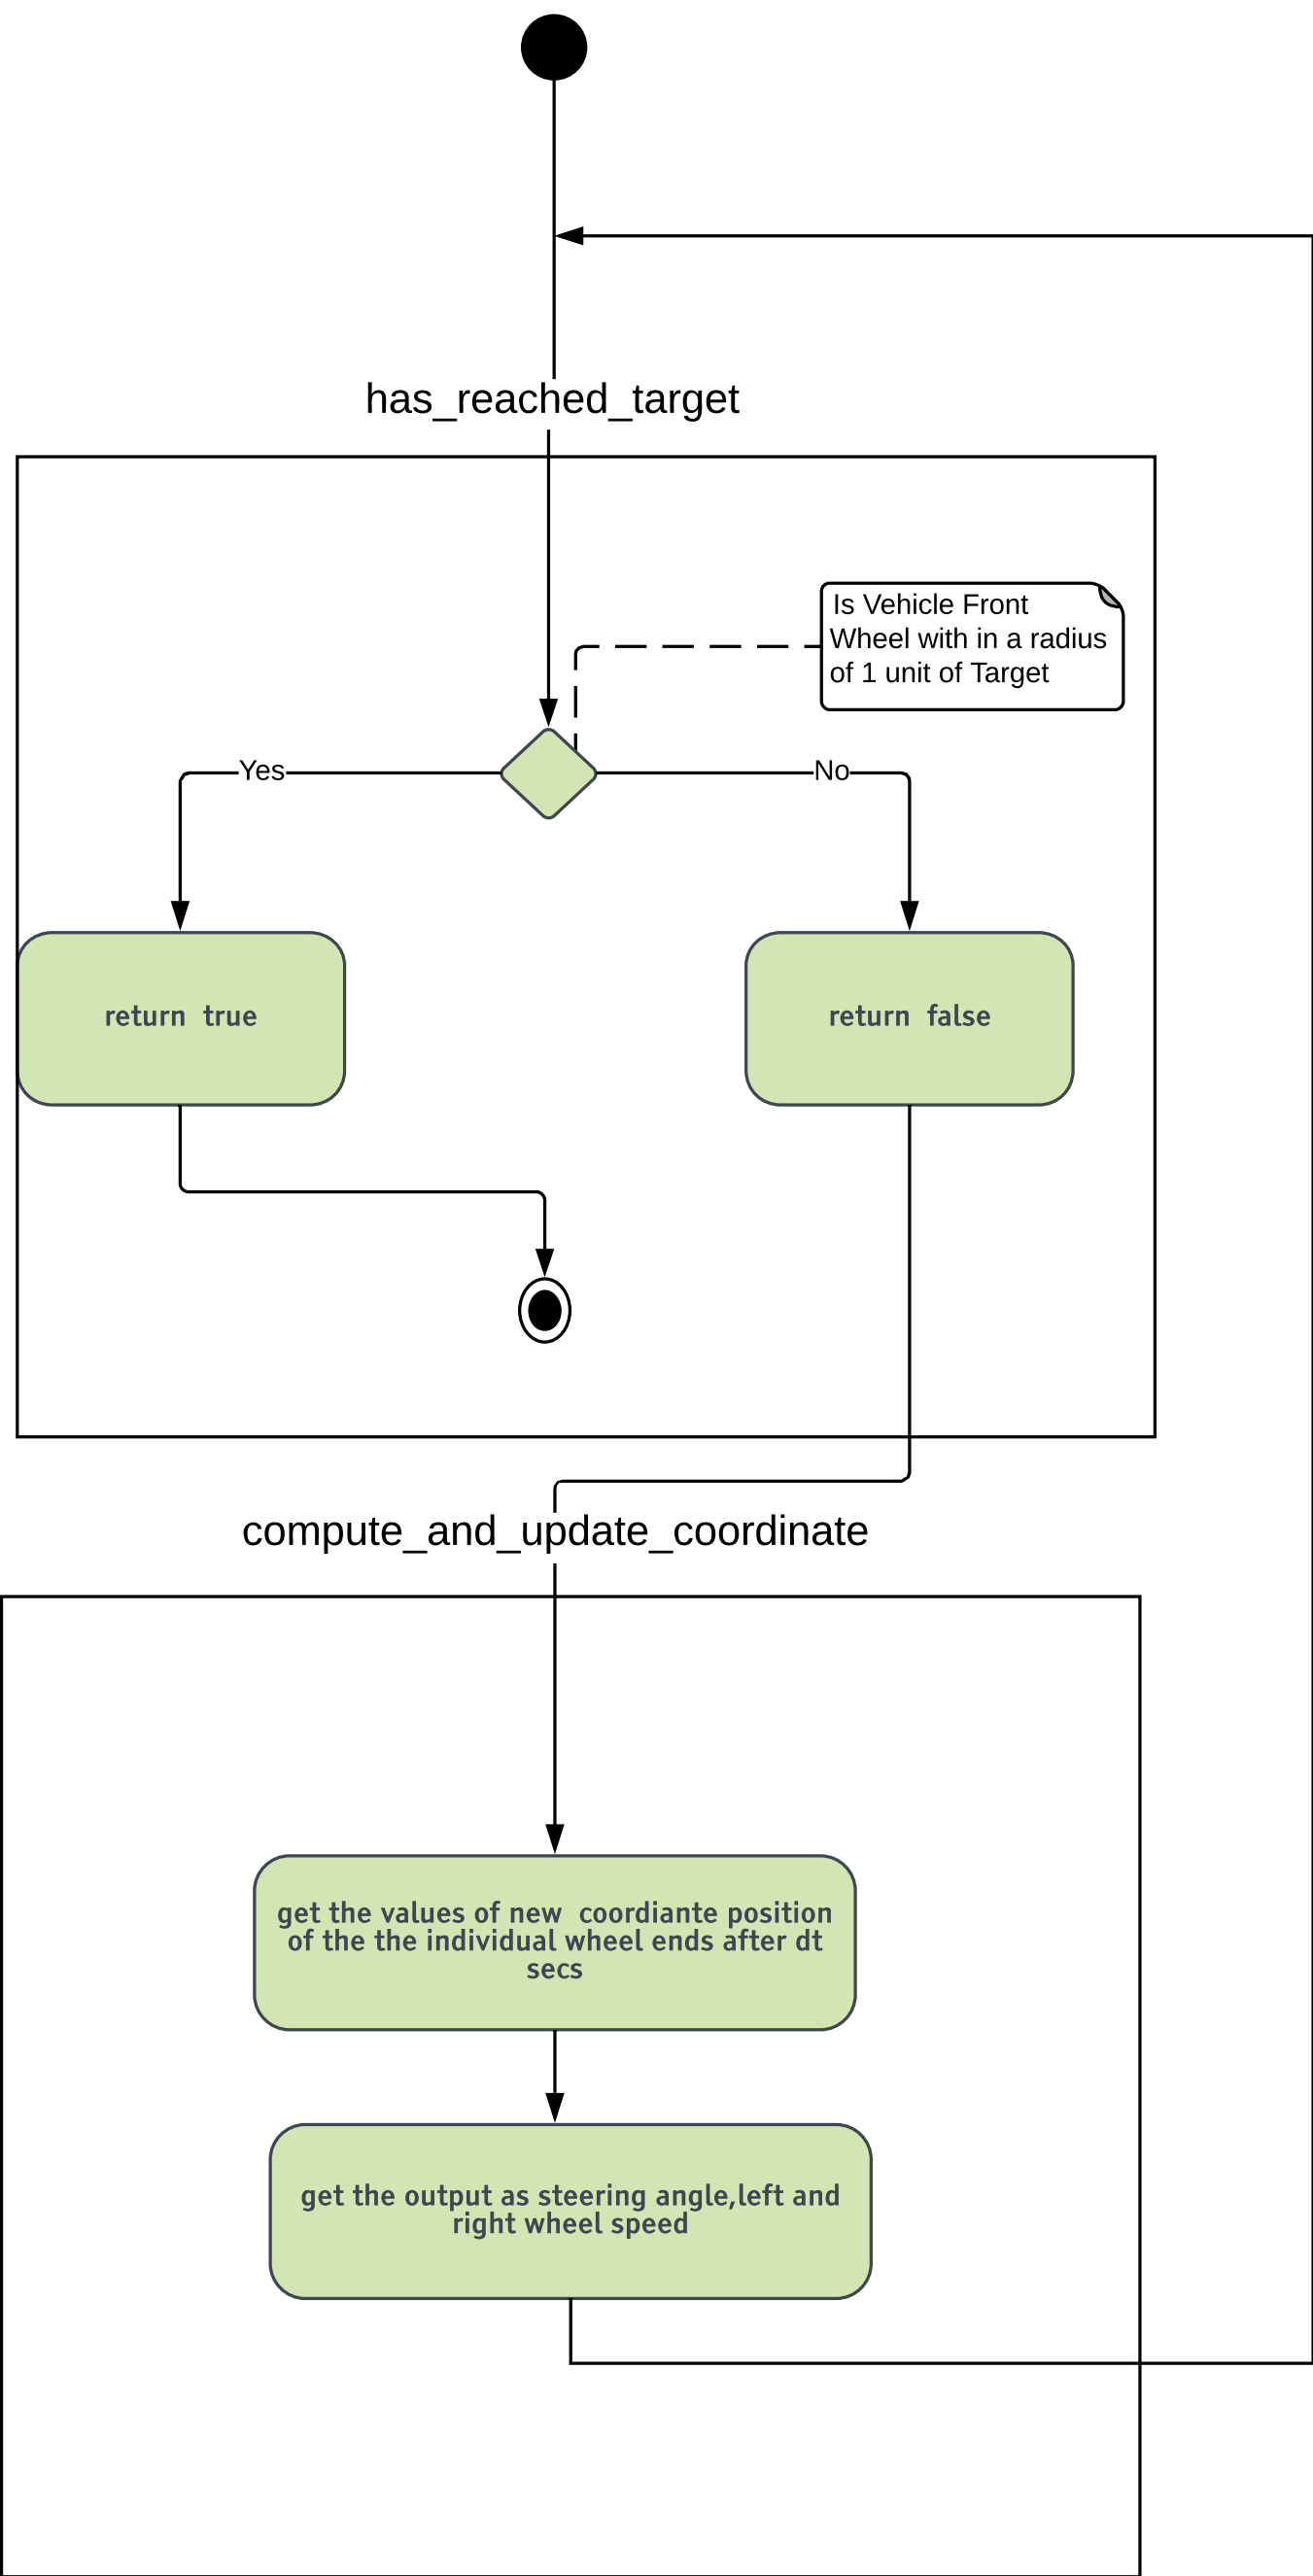 has_reached_target
Is Vehicle Front
Wheel with in a radius
of 1 unit of Target
Yes
No
return  true
return  false
compute_and_update_coordinate
get the values of new  coordiante position
of the the individual wheel ends after dt
secs
get the output as steering angle,left and
right wheel speed